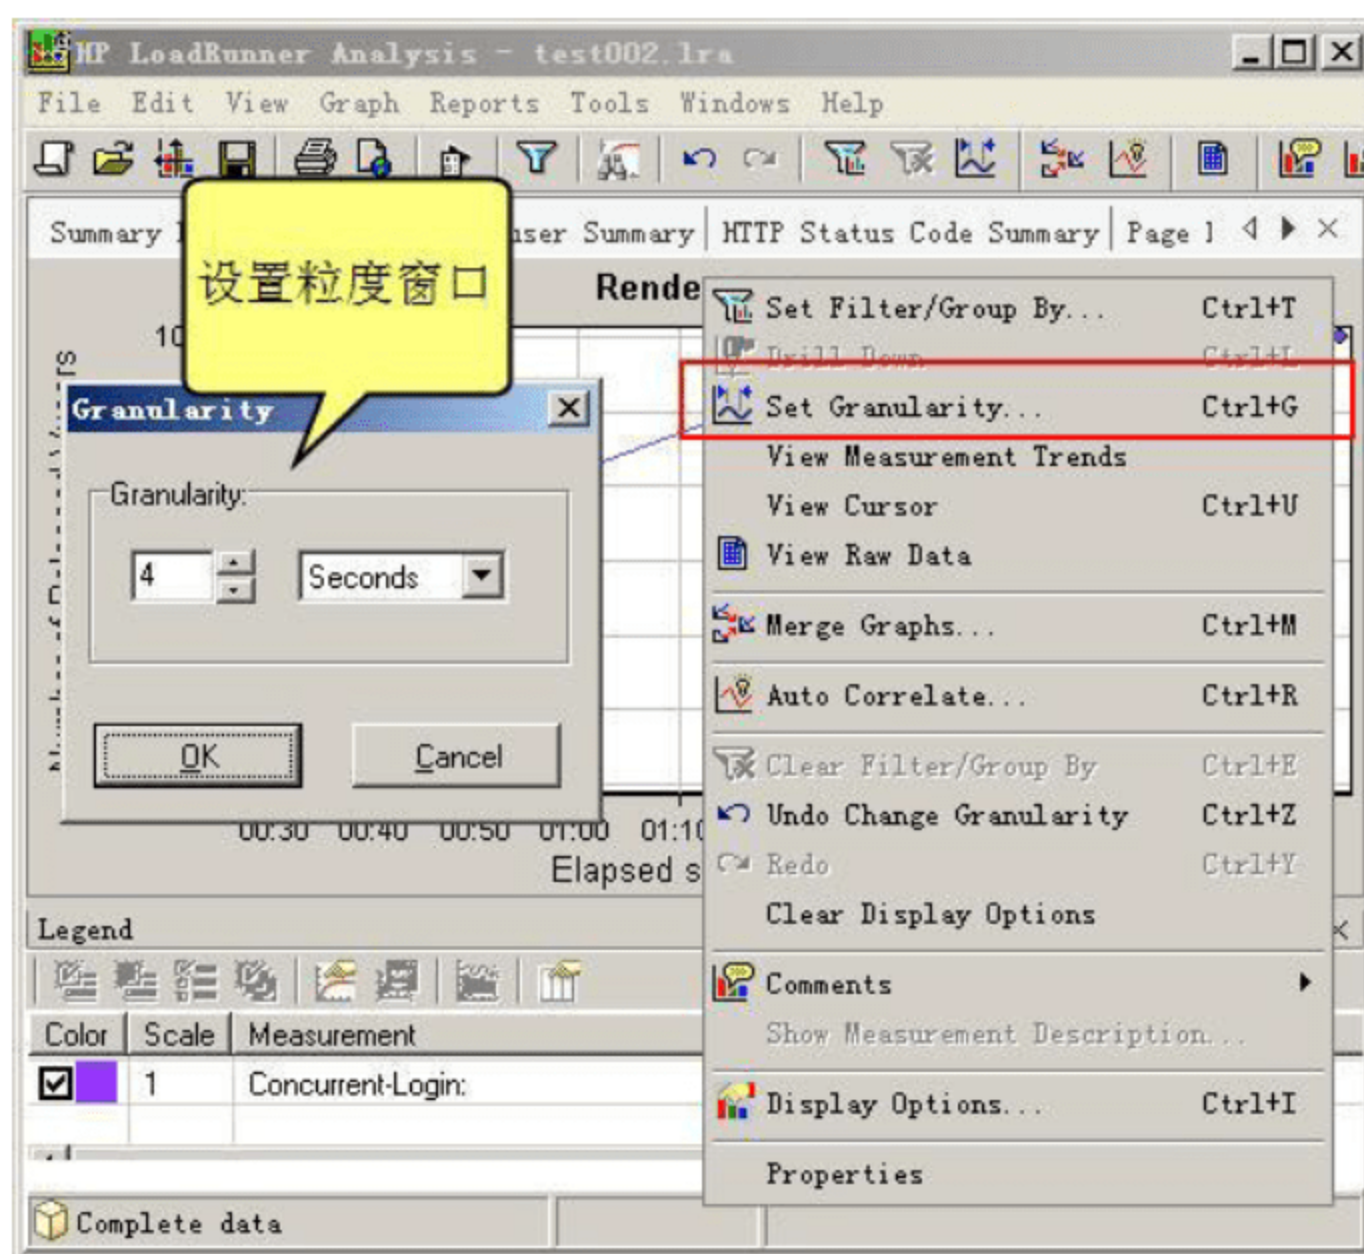 HP LoadRunner Analysis - test002.lra
File Edit View Graph Reports Tools Windows Help
Summary user Summary HTTP Status Code Summary Page 1
设置粒度窗口
Rende
10
Granularity
Granularity:
4 Seconds
OK Cancel
00:30 00:40 00:50 01:00 01:10
Elapsed s
Set Filter/Group By... Ctrl+T
Drill Down Ctrl+L
Set Granularity... Ctrl+G
View Measurement Trends
View Cursor Ctrl+U
View Raw Data
Merge Graphs... Ctrl+M
Auto Correlate... Ctrl+R
Clear Filter/Group By Ctrl+E
Undo Change Granularity Ctrl+Z
Redo Ctrl+Y
Clear Display Options
Comments
Show Measurement Description...
Display Options... Ctrl+I
Properties
Legend
Color Scale Measurement
1 Concurrent-Login:
Complete data